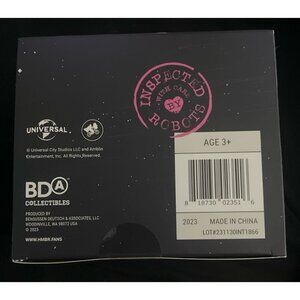 INSPECTED
WITH CARE
BY
ROBOTS
UNIVERSAL
© Universal City Studios LLC and Amblin
Entertainment, Inc. All Rights Reserved.
BDA
COLLECTIBLES
PRODUCED BY
BENSUSSEN DEUTSCH & ASSOCIATES, LLC
WOODINVILLE, WA 98072 USA
© 2023
WWW.HMBR.FANS
AGE 3+
8 18730 02351 6
2023 MADE IN CHINA
LOT#231130INT1866